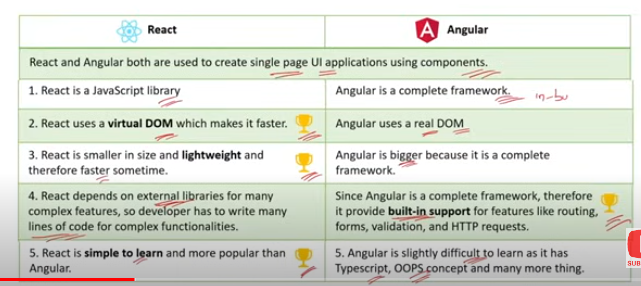 React
Angular
React and Angular both are used to create single page UI applications using components.
1. React is a JavaScript library
Angular is a complete framework.
in-bu
2. React uses a virtual DOM which makes it faster.
Angular uses a real DOM
3. React is smaller in size and lightweight and
therefore faster sometime.
Angular is bigger because it is a complete
framework.
4. React depends on external libraries for many
complex features, so developer has to write many
lines of code for complex functionalities.
Since Angular is a complete framework, therefore
it provide built-in support for features like routing,
forms, validation, and HTTP requests.
5. React is simple to learn and more popular than
Angular.
5. Angular is slightly difficult to learn as it has
Typescript, OOPS concept and many more thing.
SUB